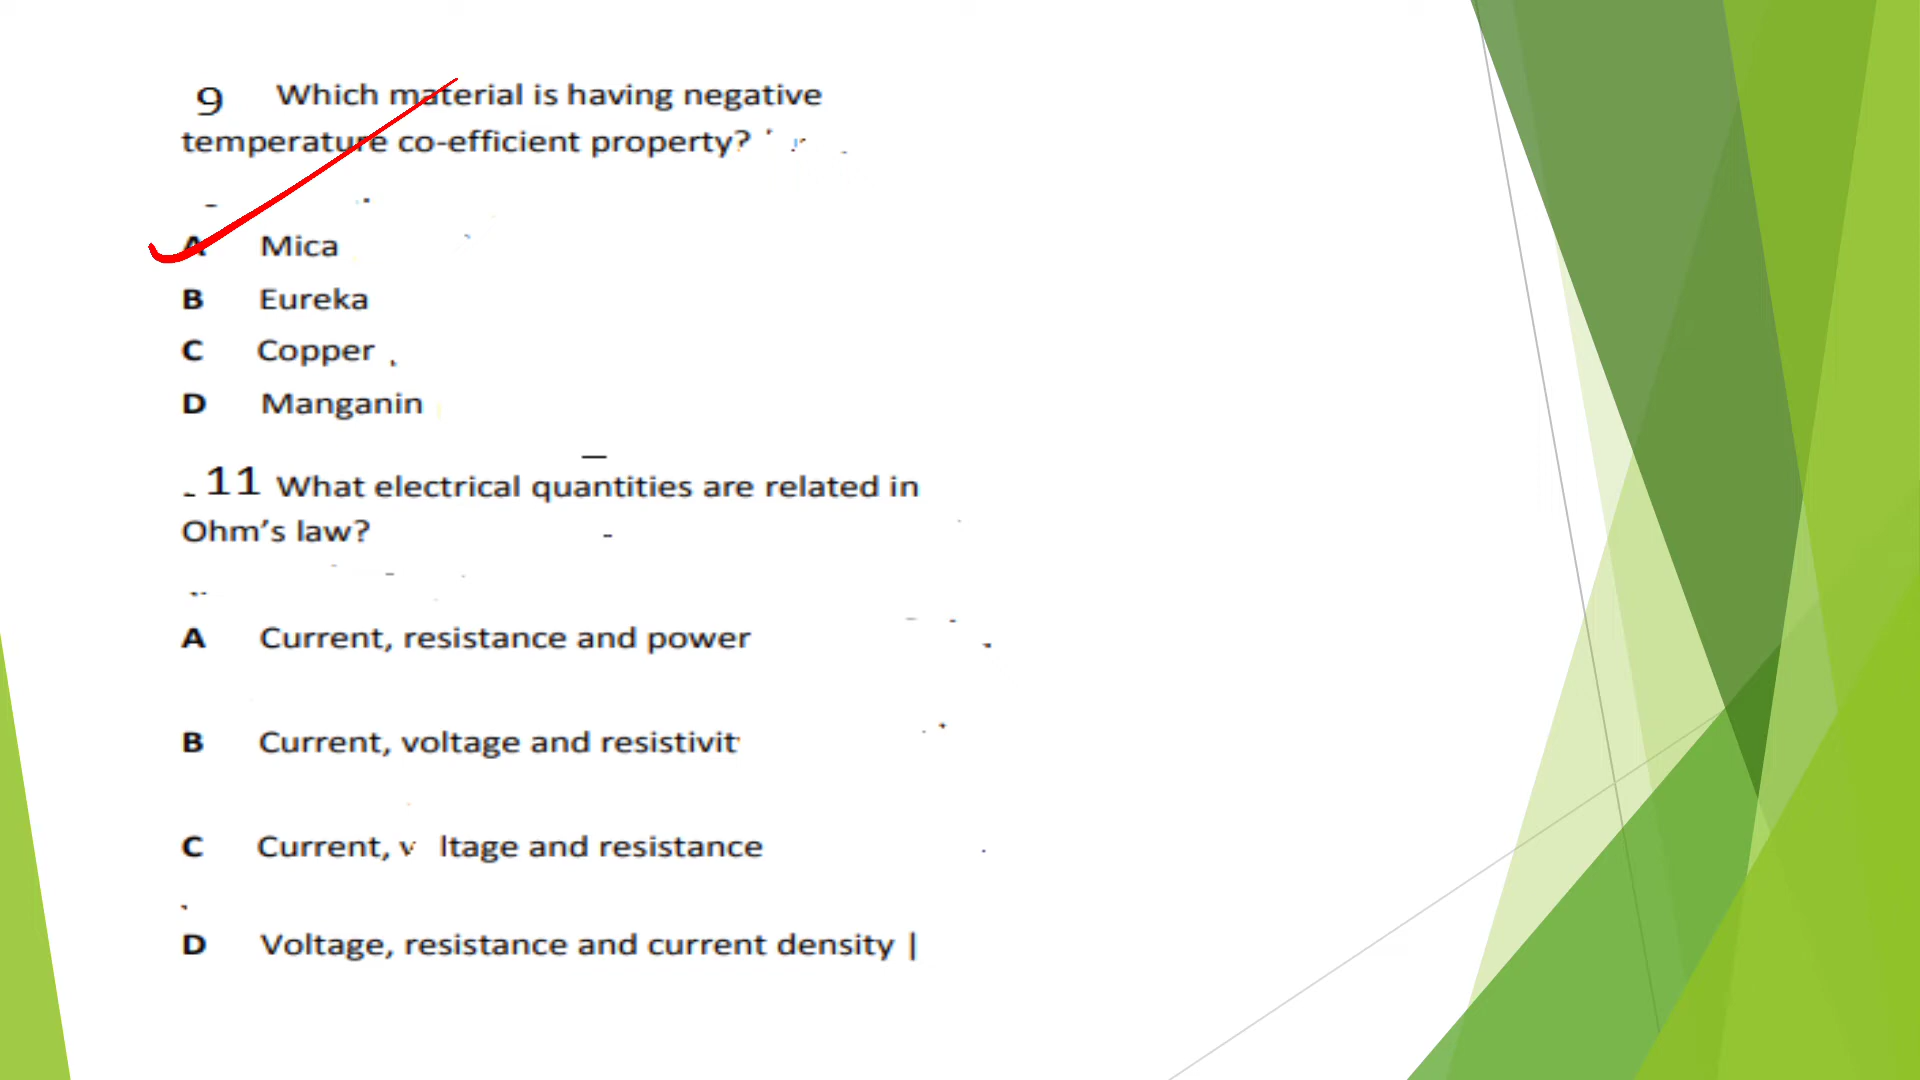 9 Which material is having negative
temperature co-efficient property?
A Mica
B Eureka
C Copper
D Manganin
11 What electrical quantities are related in
Ohm's law?
A Current, resistance and power
B Current, voltage and resistivit
C Current, v ltage and resistance
D Voltage, resistance and current density |